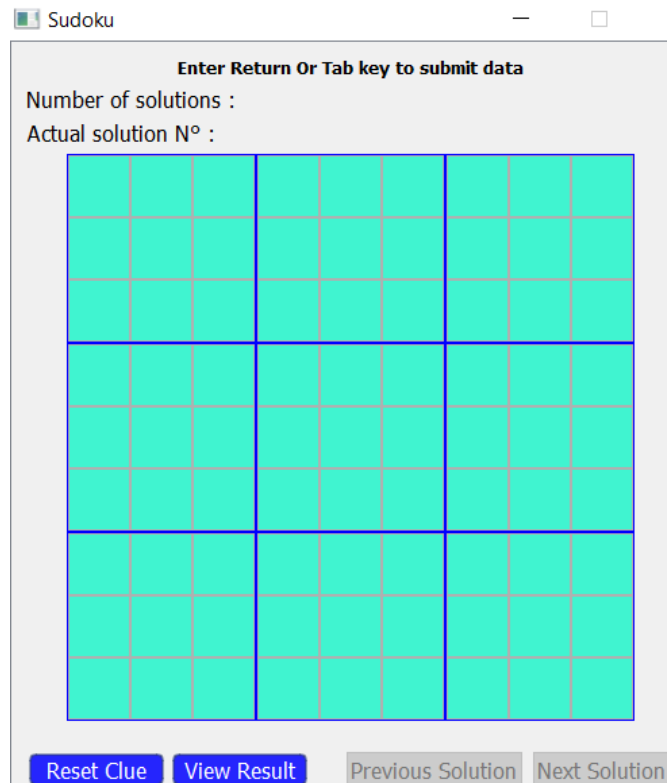 Sudoku
Enter Return Or Tab key to submit data
Number of solutions :
Actual solution N° :
Reset Clue View Result Previous Solution Next Solution